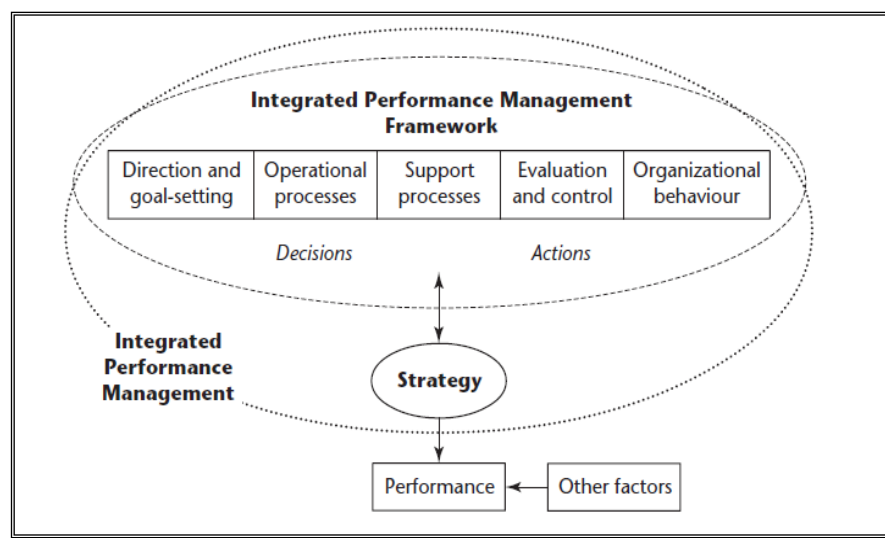 Integrated Performance Management
Framework
Direction and
goal-setting
Operational
processes
Support
processes
Evaluation
and control
Organizational
behaviour
Decisions
Actions
Integrated
Performance
Management
Strategy
Performance
Other factors